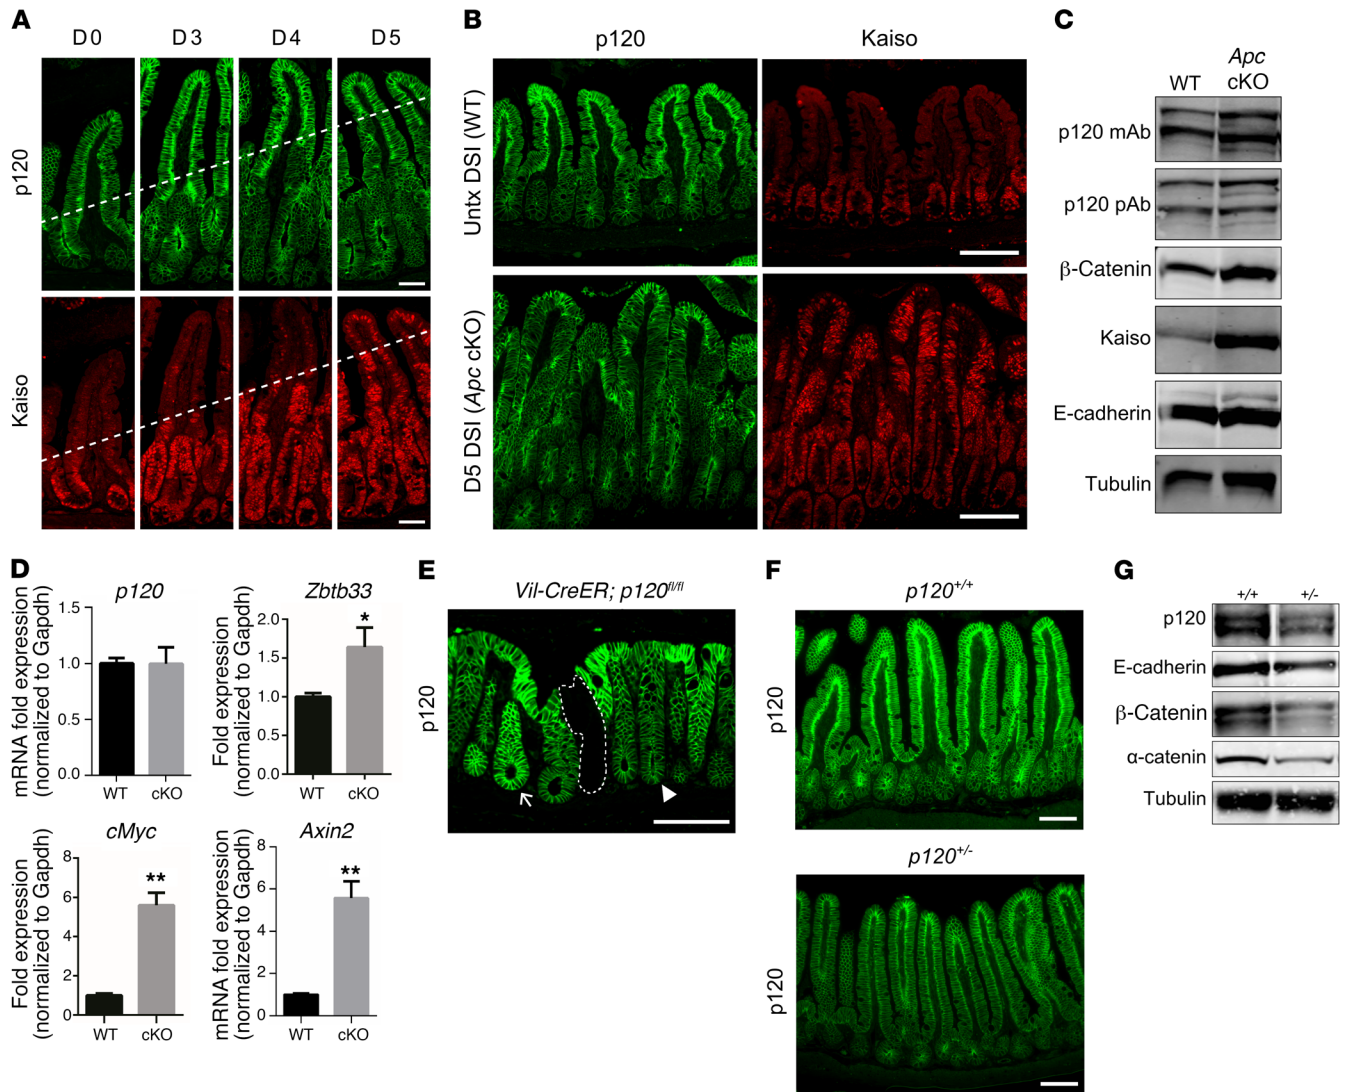 A
D0
D3
D4
D5
p120
Kaiso
B
p120
Kaiso
Untx DSI (WT)
D5 DSI (Apc cKO)
C
WT
Apc
cKO
p120 mAb
p120 pAb
β-Catenin
Kaiso
E-cadherin
Tubulin
D
p120
mRNA fold expression
(normalized to Gapdh)
1.5
1.0
0.5
0.0
WT
cKO
Zbtb33
Fold expression
(normalized to Gapdh)
2.0
1.5
1.0
0.5
0.0
*
WT
cKO
cMyc
Fold expression
(normalized to Gapdh)
8
6
4
2
0
**
WT
cKO
Axin2
mRNA fold expression
(normalized to Gapdh)
8
6
4
2
0
**
WT
cKO
E
Vil-CreER; p120fl/fl
p120
F
p120+/+
p120
p120+/-
p120
G
+/+
+/-
p120
E-cadherin
β-Catenin
α-catenin
Tubulin